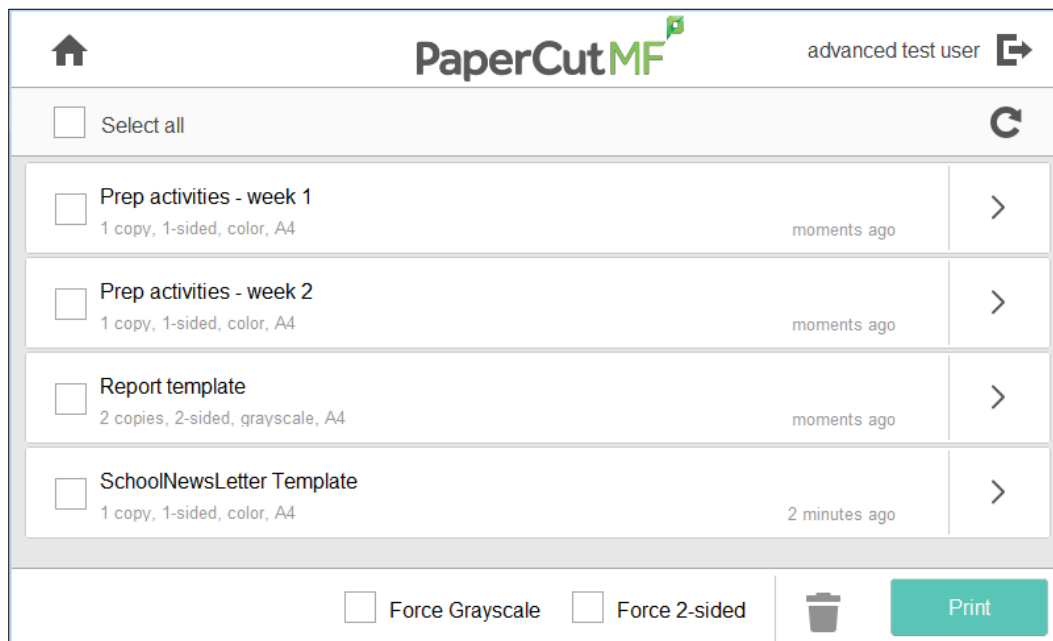 PaperCutMF
advanced test user
Select all
Prep activities - week 1
1 copy, 1-sided, color, A4
moments ago
Prep activities - week 2
1 copy, 1-sided, color, A4
moments ago
Report template
2 copies, 2-sided, grayscale, A4
moments ago
SchoolNewsLetter Template
1 copy, 1-sided, color, A4
2 minutes ago
Force Grayscale
Force 2-sided
Print